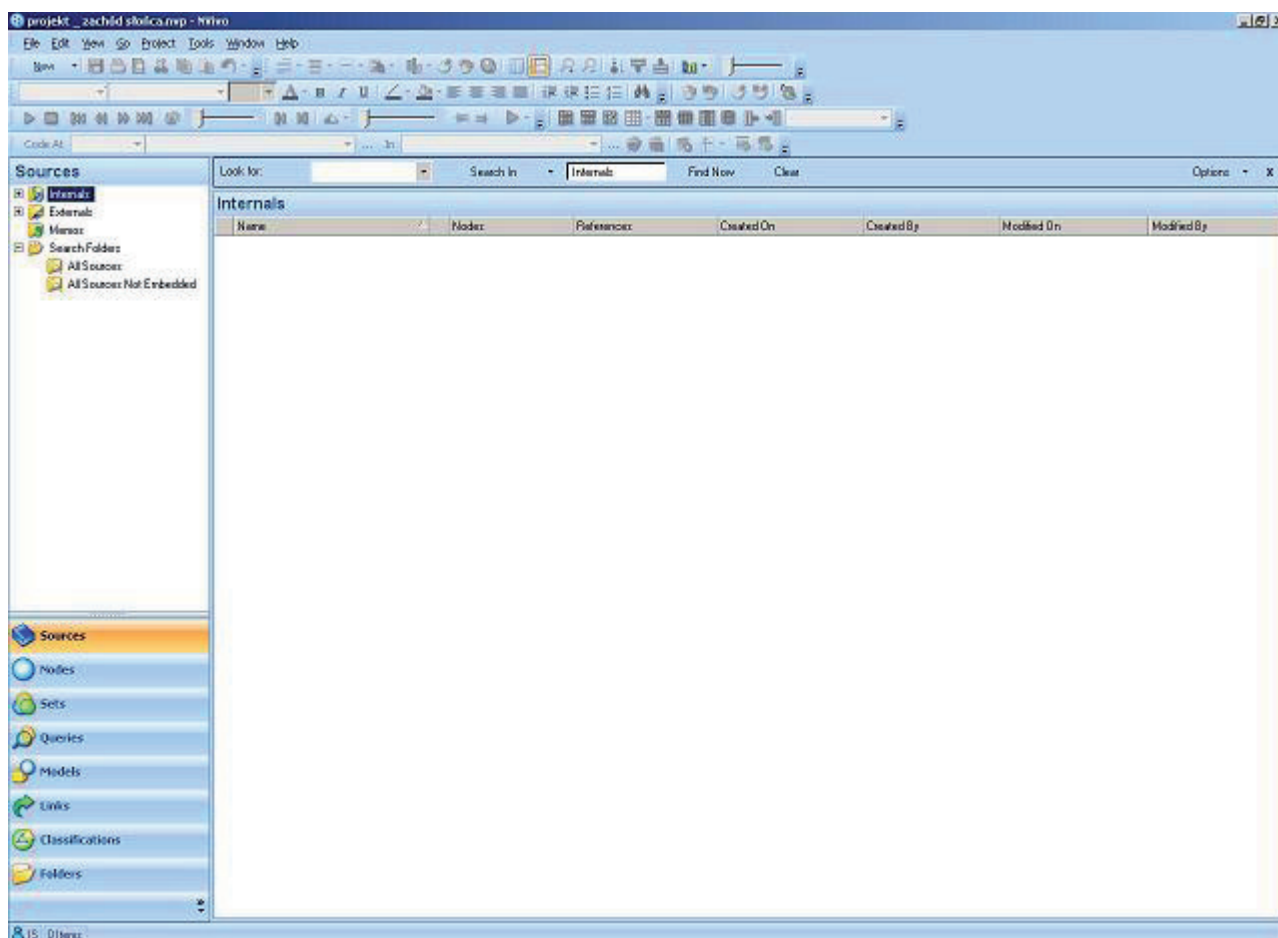 projekt _ zachód słońca.nvp - NVivo
File Edit View Go Project Tools Window Help
New
A B I U
Code At ... In ...
Sources
Look for: Search In Internals Find Now Clear Options x
Internals
Externals
Memos
Search Folders
All Sources
All Sources Not Embedded
Internals
Name Nodes References Created On Created By Modified On Modified By
Sources
Nodes
Sets
Queries
Models
Links
Classifications
Folders
IS 0 Items